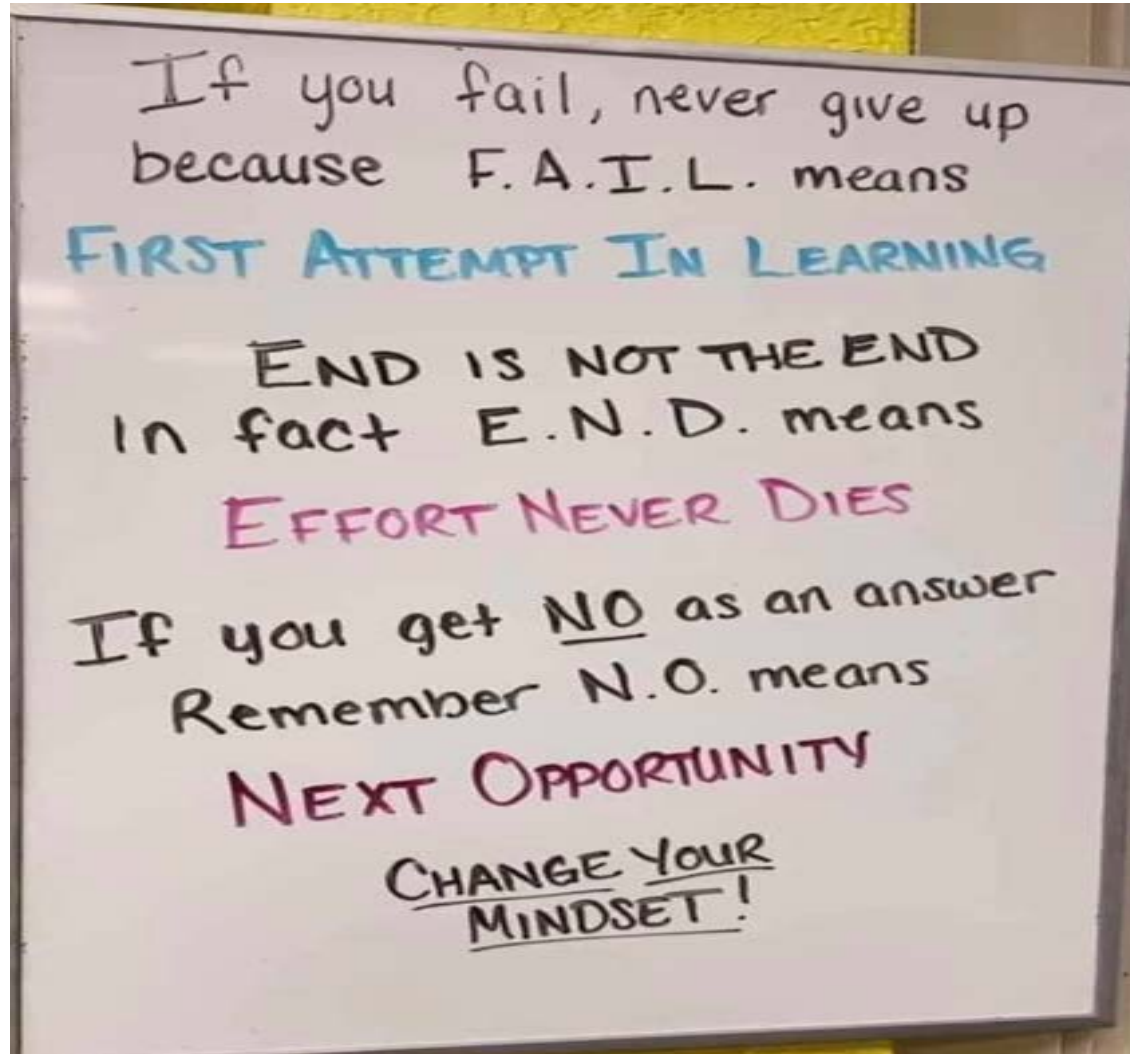 If you fail, never give up
because F.A.I.L. means
FIRST ATTEMPT IN LEARNING
END IS NOT THE END
In fact E.N.D. means
EFFORT NEVER DIES
If you get NO as an answer
Remember N.O. means
NEXT OPPORTUNITY
CHANGE YOUR
MINDSET!